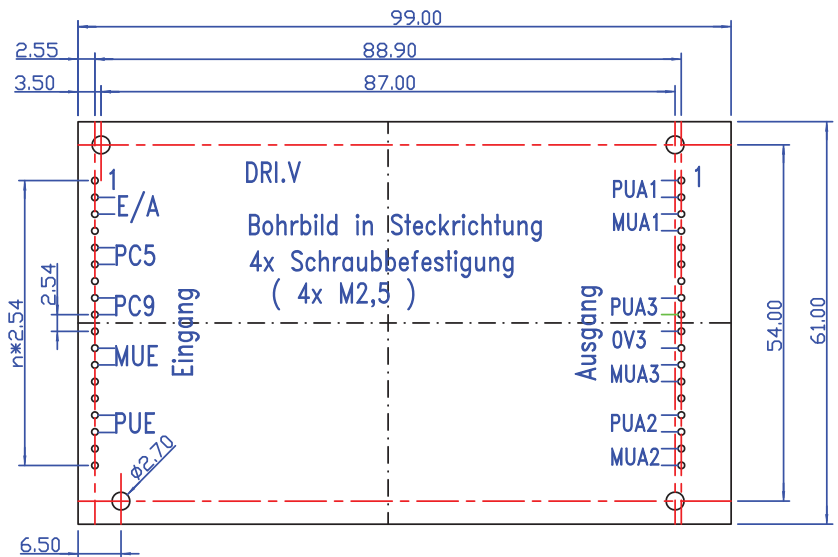 99.00
2.55
88.90
3.50
87.00
1
DRI.V
1
PUA1
E/A
Bohrbild in Steckrichtung
MUA1
PC5
4x Schraubbefestigung
2.54
( 4x M2,5 )
PC9
PUA3
n*2.54
Eingang
Ausgang
0V3
54.00
61.00
MUE
MUA3
PUE
PUA2
ø2.70
MUA2
6.50